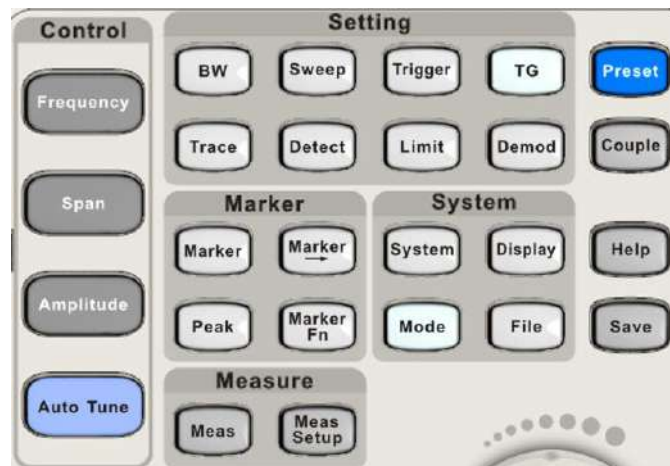 Control
Frequency
Span
Amplitude
Auto Tune
Setting
BW
Sweep
Trigger
TG
Trace
Detect
Limit
Demod
Marker
Marker
Marker
→
Peak
Marker
Fn
System
System
Display
Mode
File
Measure
Meas
Meas
Setup
Preset
Couple
Help
Save